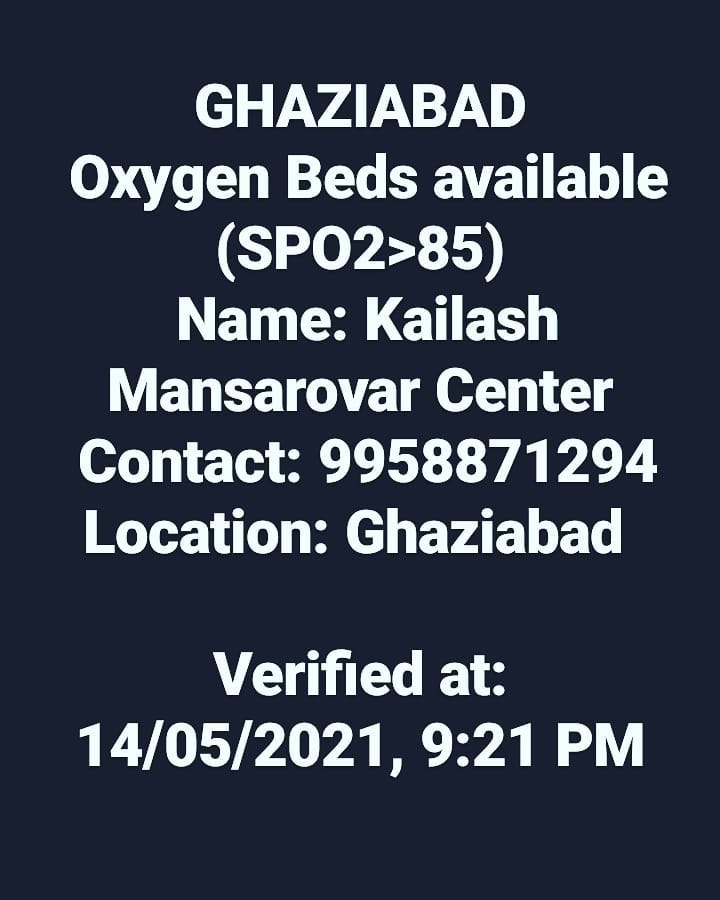 GHAZIABAD
Oxygen Beds available
(SPO2>85)
Name: Kailash
Mansarovar Center
Contact: 9958871294
Location: Ghaziabad
Verified at:
14/05/2021, 9:21 PM